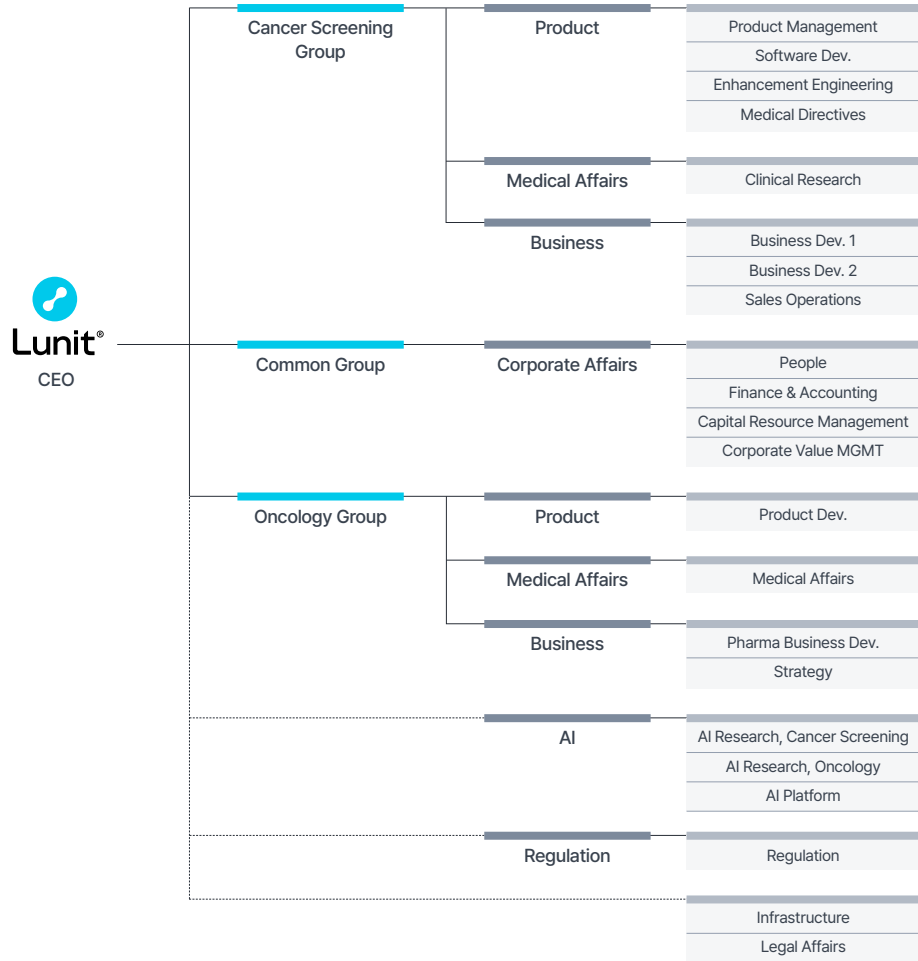 Cancer Screening
Group
Product
Product Management
Software Dev.
Enhancement Engineering
Medical Directives
Medical Affairs
Clinical Research
Business
Business Dev. 1
Business Dev. 2
Sales Operations
Lunit®
CEO
Common Group
Corporate Affairs
People
Finance & Accounting
Capital Resource Management
Corporate Value MGMT
Oncology Group
Product
Product Dev.
Medical Affairs
Medical Affairs
Business
Pharma Business Dev.
Strategy
AI
AI Research, Cancer Screening
AI Research, Oncology
AI Platform
Regulation
Regulation
Infrastructure
Legal Affairs